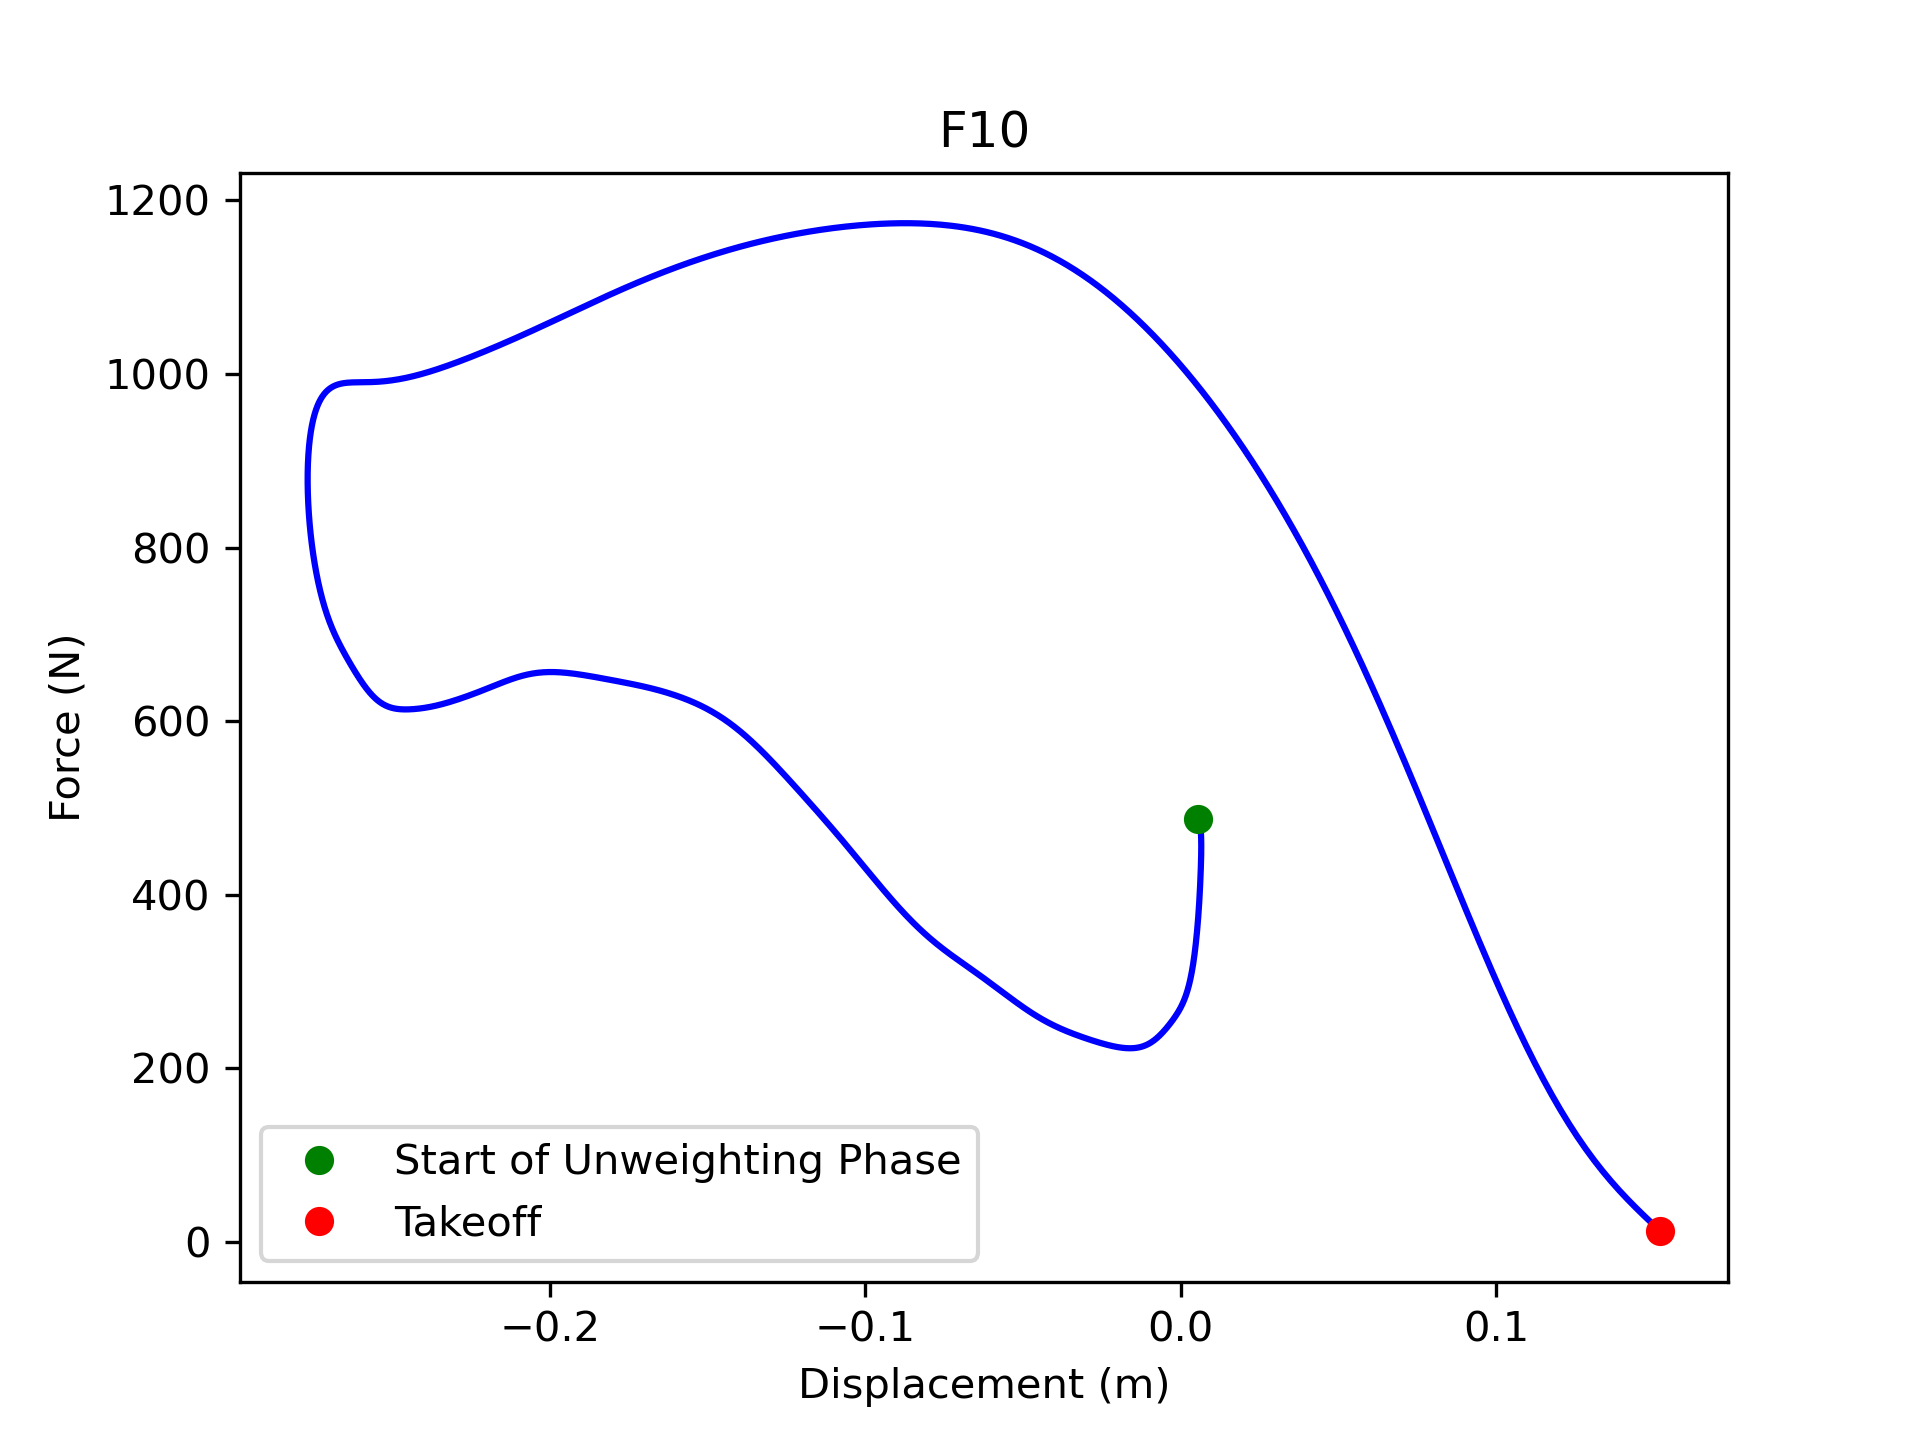 F10
1200
1000
800
600
400
200
0
Force (N)
Start of Unweighting Phase
Takeoff
−0.2
−0.1
0.0
0.1
Displacement (m)